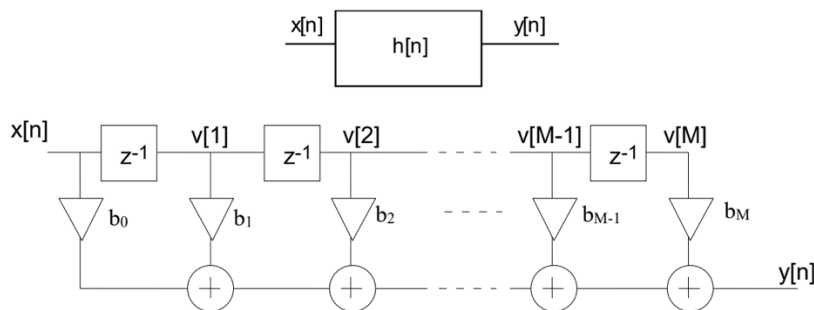 x[n] h[n] y[n]
x[n] z⁻¹ v[1] z⁻¹ v[2] v[M-1] z⁻¹ v[M]
b₀ b₁ b₂ b_{M-1} b_M
+ + + +
y[n]